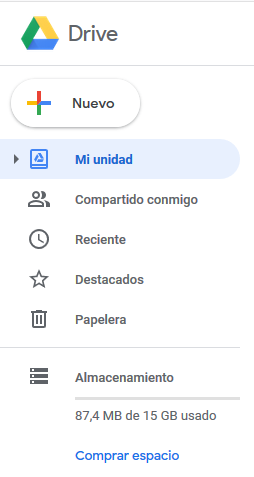 Drive
Nuevo
Mi unidad
Compartido conmigo
Reciente
Destacados
Papelera
Almacenamiento
87,4 MB de 15 GB usado
Comprar espacio